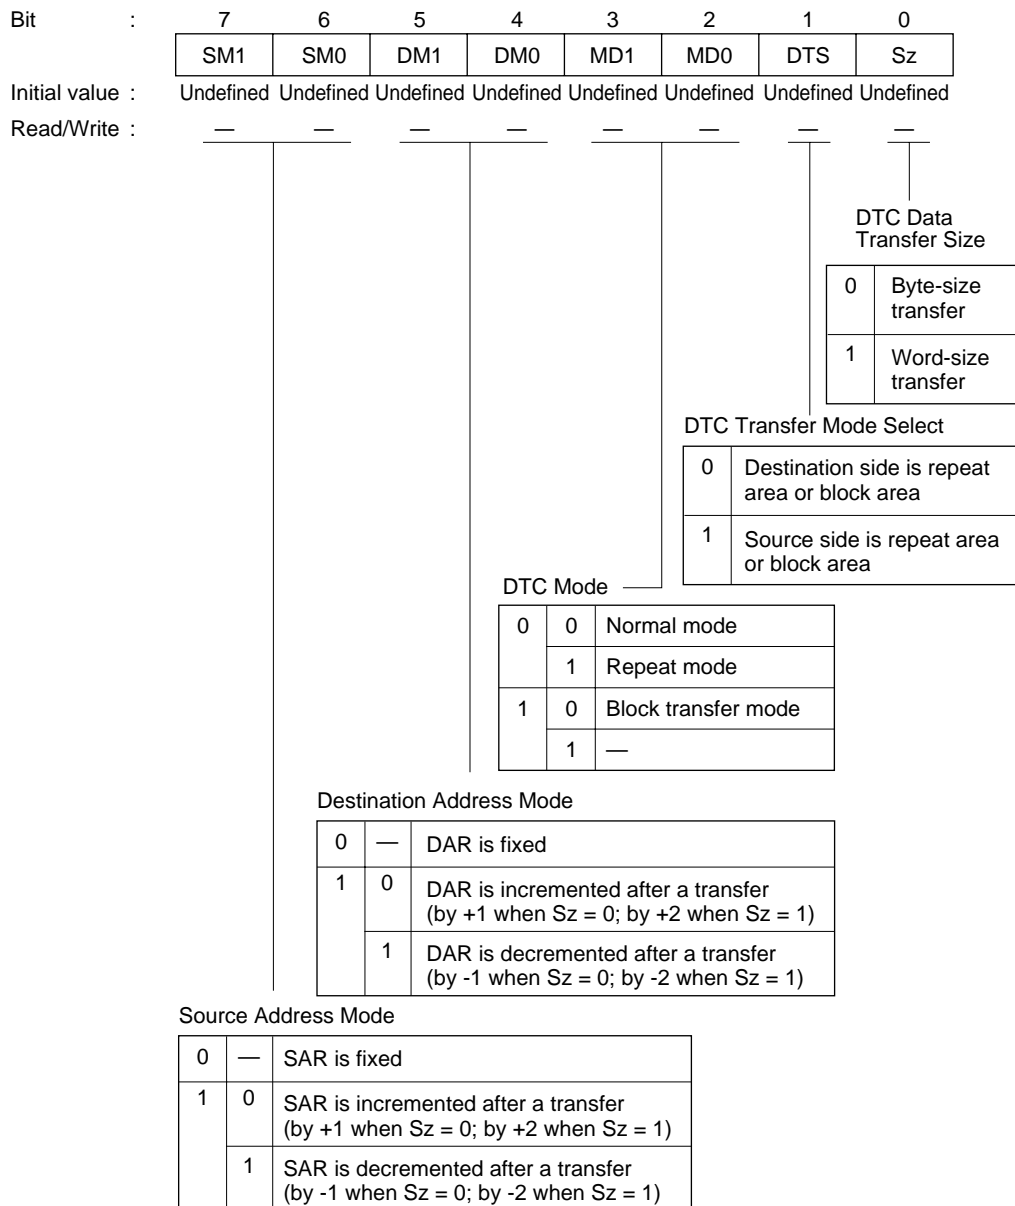 Bit : 7 6 5 4 3 2 1 0
SM1 SM0 DM1 DM0 MD1 MD0 DTS Sz
Initial value : Undefined Undefined Undefined Undefined Undefined Undefined Undefined Undefined
Read/Write : — — — — — — — —
DTC Data
Transfer Size
0 Byte-size
transfer
1 Word-size
transfer
DTC Transfer Mode Select
0 Destination side is repeat
area or block area
1 Source side is repeat area
or block area
DTC Mode
0 0 Normal mode
1 Repeat mode
1 0 Block transfer mode
1 —
Destination Address Mode
0 — DAR is fixed
1 0 DAR is incremented after a transfer
(by +1 when Sz = 0; by +2 when Sz = 1)
1 DAR is decremented after a transfer
(by -1 when Sz = 0; by -2 when Sz = 1)
Source Address Mode
0 — SAR is fixed
1 0 SAR is incremented after a transfer
(by +1 when Sz = 0; by +2 when Sz = 1)
1 SAR is decremented after a transfer
(by -1 when Sz = 0; by -2 when Sz = 1)